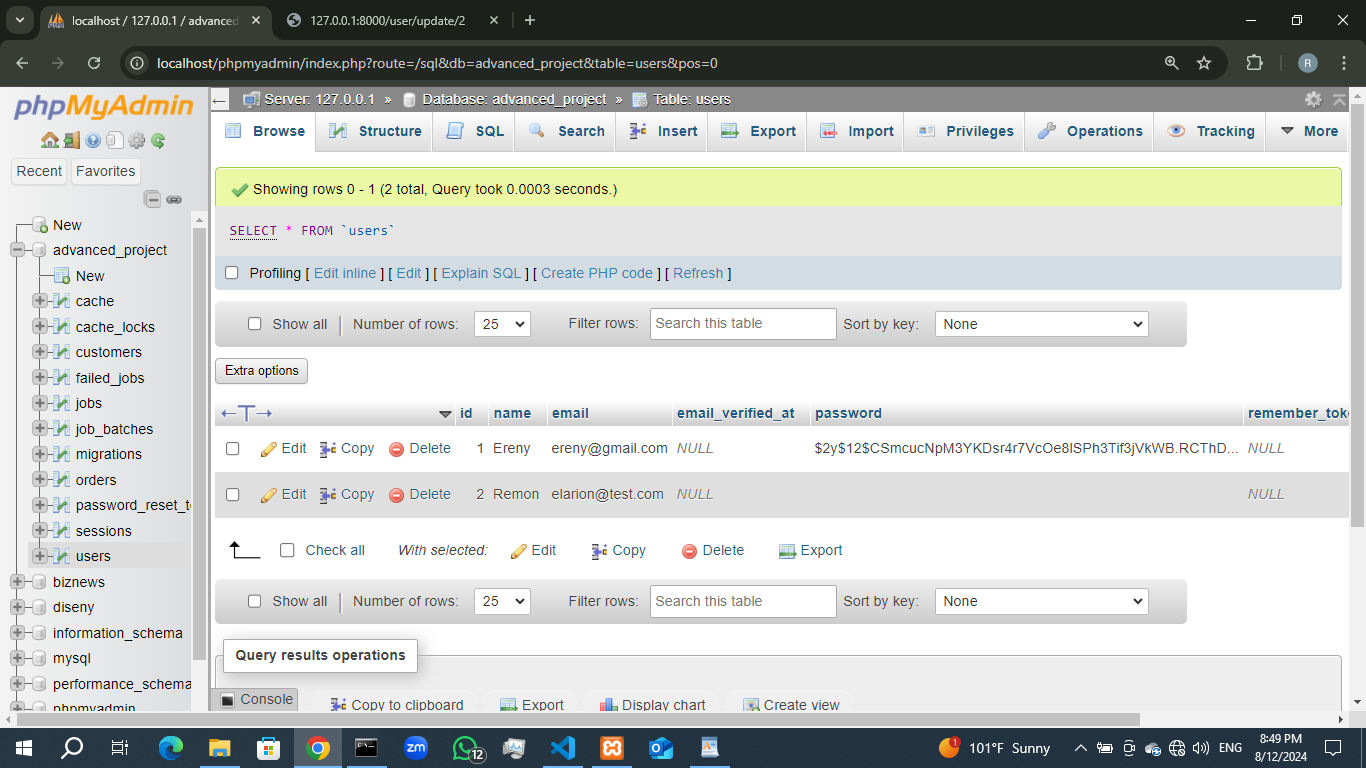 localhost / 127.0.0.1 / advanced
127.0.0.1:8000/user/update/2
localhost/phpmyadmin/index.php?route=/sql&db=advanced_project&table=users&pos=0
R
phpMyAdmin
Server: 127.0.0.1 » Database: advanced_project » Table: users
Browse Structure SQL Search Insert Export Import Privileges Operations Tracking More
Recent Favorites
New
advanced_project
New
cache
cache_locks
customers
failed_jobs
jobs
job_batches
migrations
orders
password_reset_t
sessions
users
biznews
diseny
information_schema
mysql
performance_schema
phpmyadmin
Showing rows 0 - 1 (2 total, Query took 0.0003 seconds.)
SELECT * FROM `users`
Profiling [ Edit inline ] [ Edit ] [ Explain SQL ] [ Create PHP code ] [ Refresh ]
Show all Number of rows: 25 Filter rows: Search this table Sort by key: None
Extra options
id name email email_verified_at password remember_toke
Edit Copy Delete 1 Ereny ereny@gmail.com NULL $2y$12$CSmcucNpM3YKDsr4r7VcOe8lSPh3Tif3jVkWB.RCThD... NULL
Edit Copy Delete 2 Remon elarion@test.com NULL NULL
Check all With selected: Edit Copy Delete Export
Show all Number of rows: 25 Filter rows: Search this table Sort by key: None
Query results operations
Console
Copy to clipboard Export Display chart Create view
zm
12
1
101°F Sunny
ENG
8:49 PM
8/12/2024